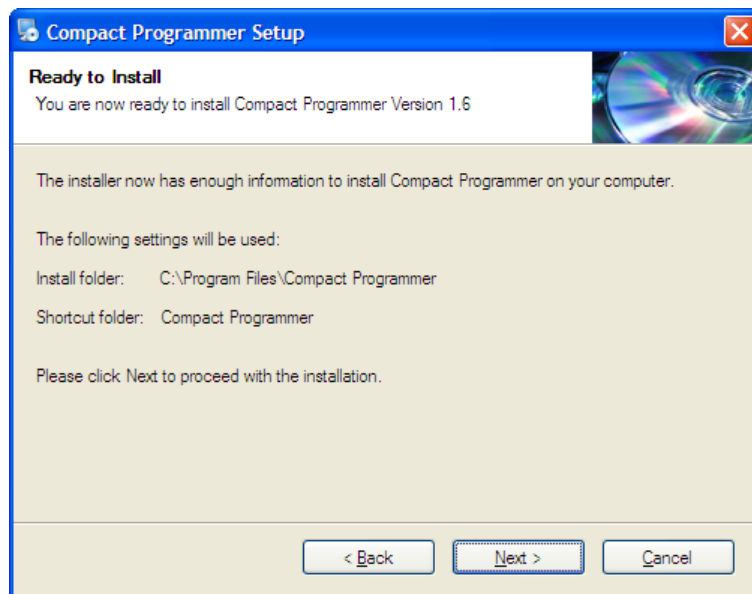 Compact Programmer Setup
Ready to Install
You are now ready to install Compact Programmer Version 1.6
The installer now has enough information to install Compact Programmer on your computer.
The following settings will be used:
Install folder: C:\Program Files\Compact Programmer
Shortcut folder: Compact Programmer
Please click Next to proceed with the installation.
< Back Next > Cancel